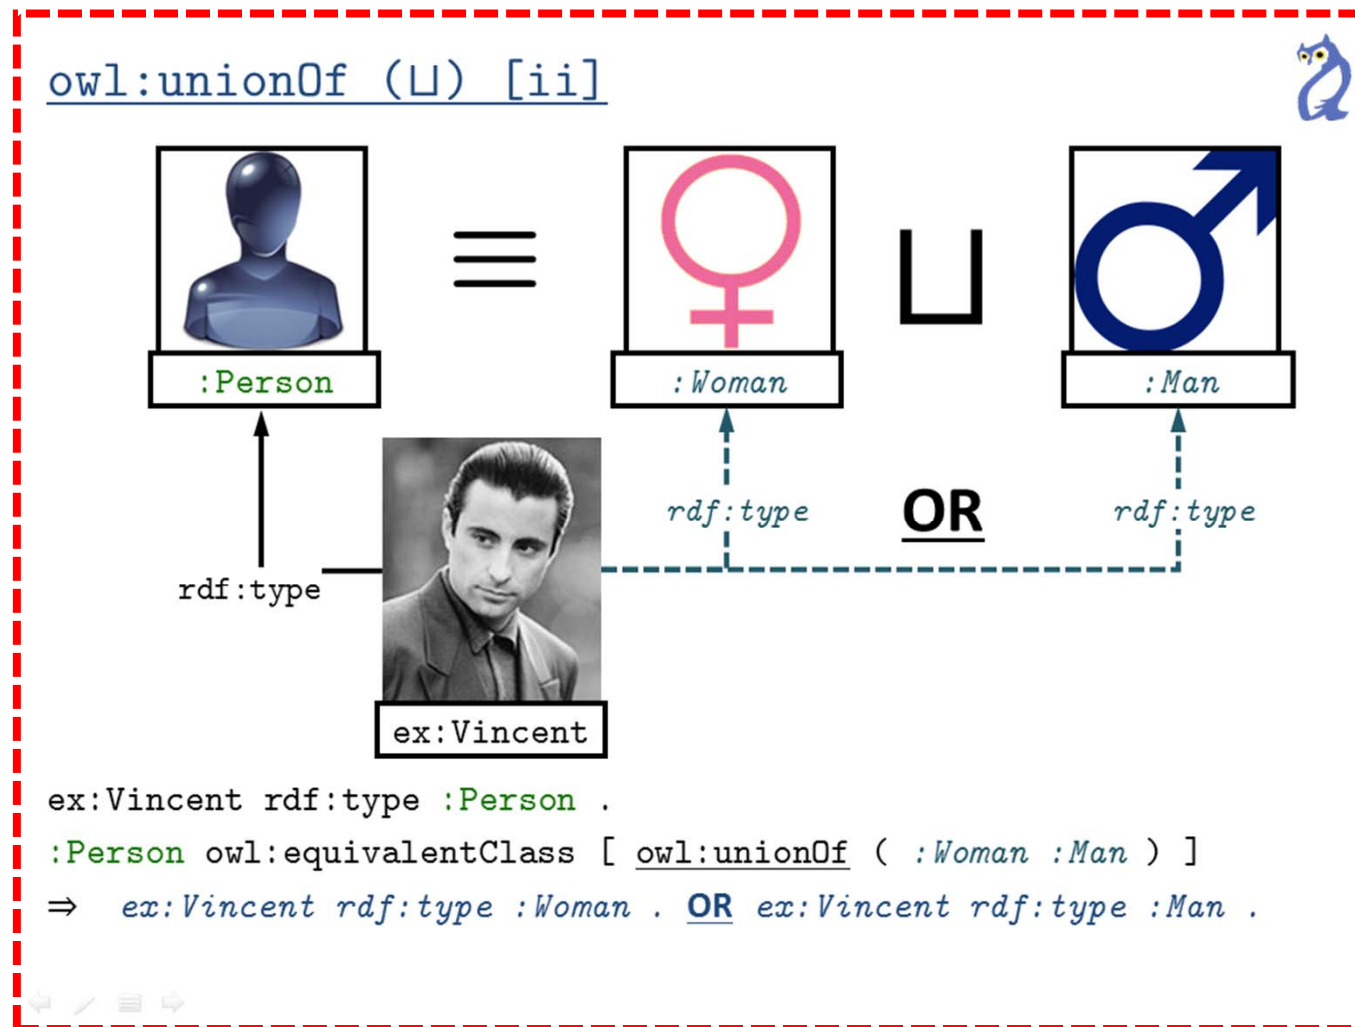 owl:unionOf (⊔) [ii]
≡ ⊔
:Person :Woman :Man
rdf:type OR rdf:type
rdf:type
ex:Vincent
ex:Vincent rdf:type :Person .
:Person owl:equivalentClass [ owl:unionOf ( :Woman :Man ) ]
⇒ ex:Vincent rdf:type :Woman . OR ex:Vincent rdf:type :Man .